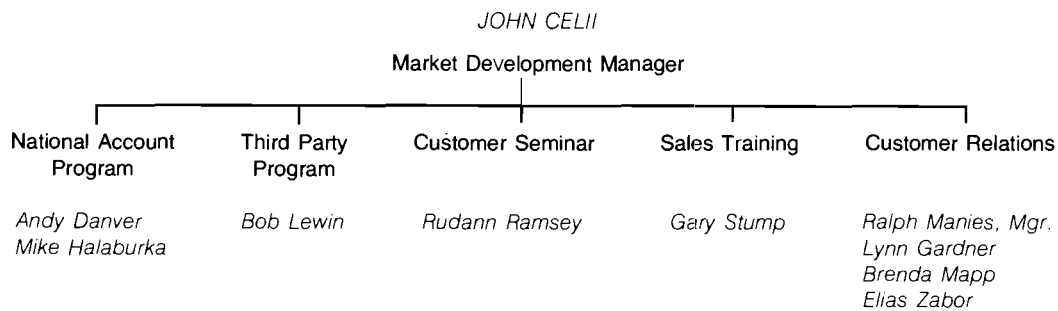 JOHN CELII
Market Development Manager
National Account
Program
Third Party
Program
Customer Seminar
Sales Training
Customer Relations
Andy Danver
Mike Halaburka
Bob Lewin
Rudann Ramsey
Gary Stump
Ralph Manies, Mgr.
Lynn Gardner
Brenda Mapp
Elias Zabor